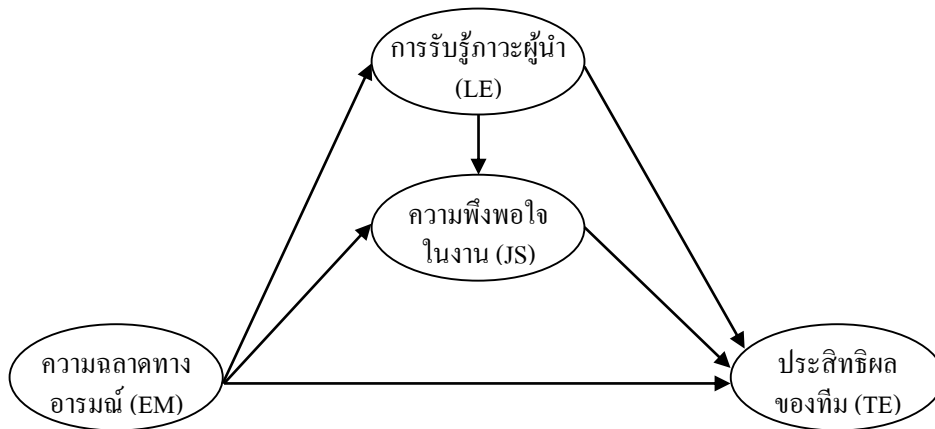 การรับรู้ภาวะผู้นำ
(LE)
ความพึงพอใจ
ในงาน (JS)
ความฉลาดทาง
อารมณ์ (EM)
ประสิทธิผล
ของทีม (TE)